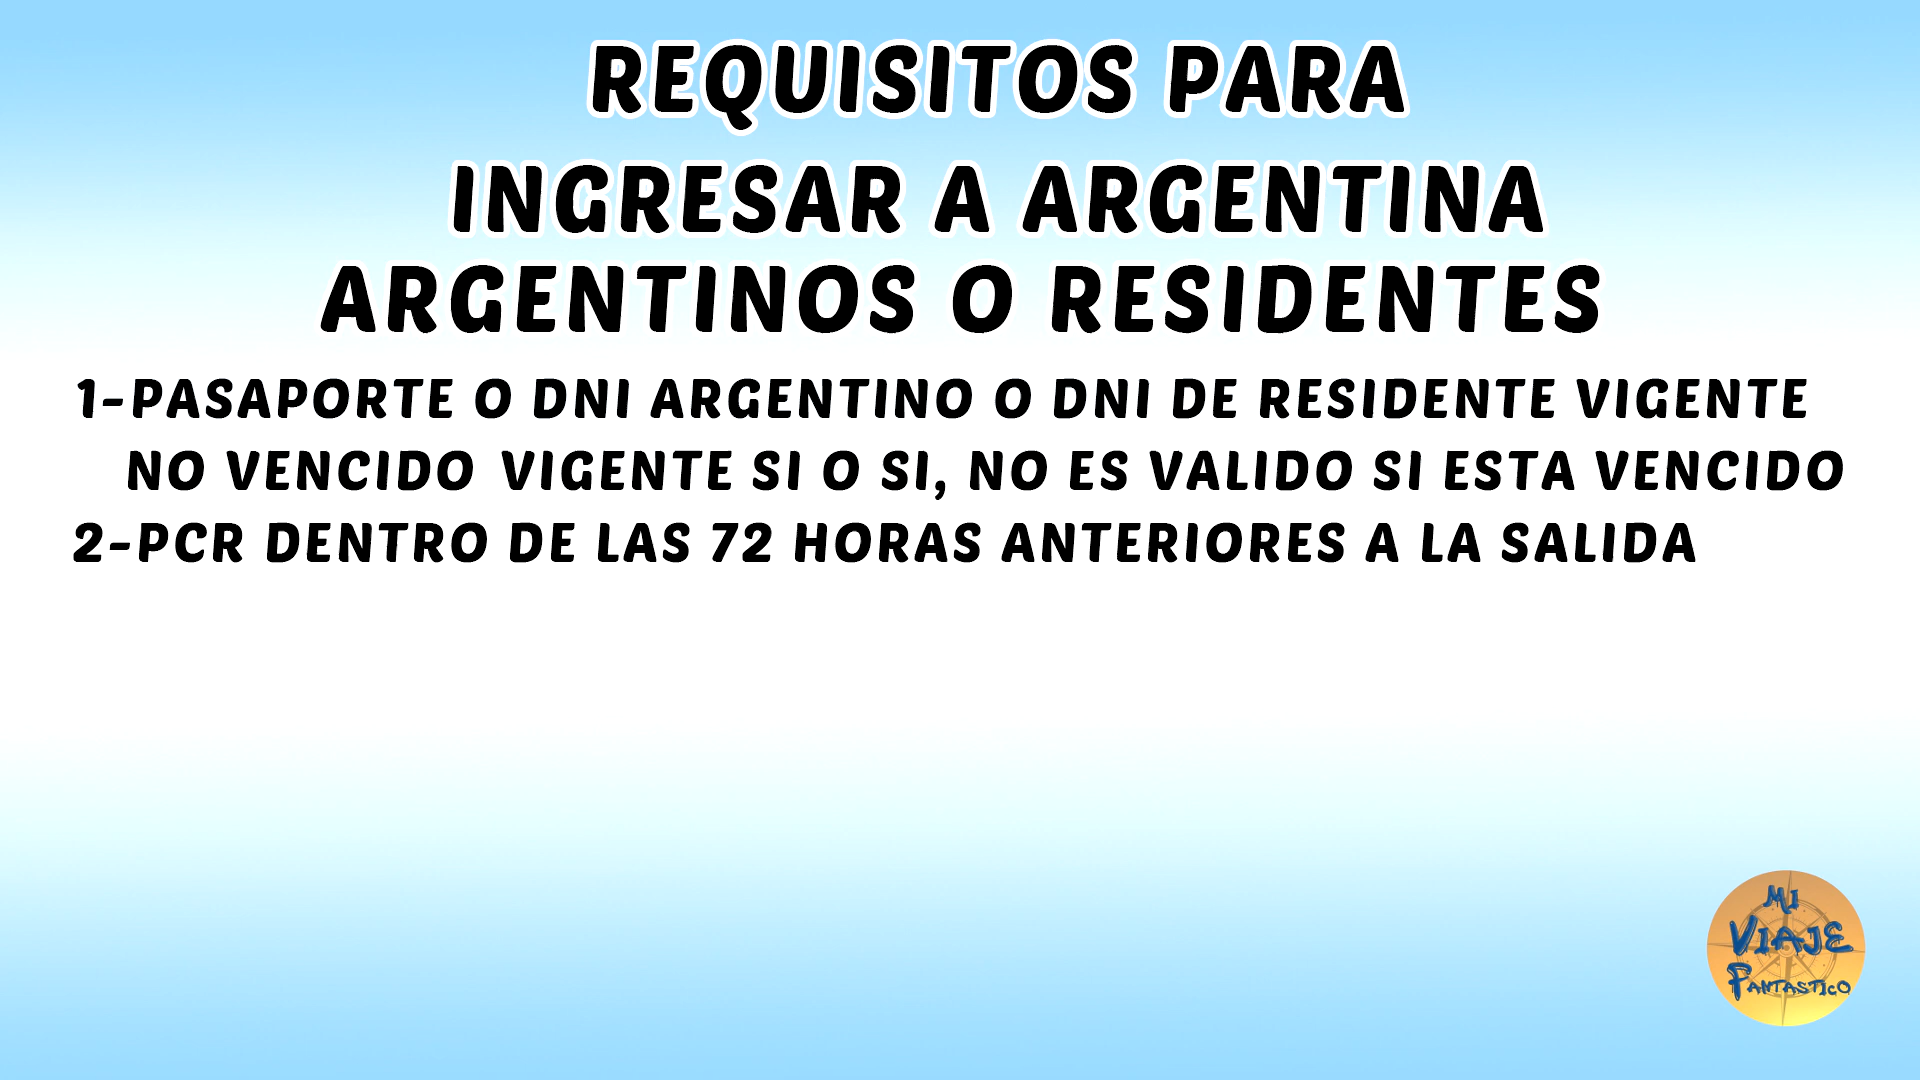 REQUISITOS PARA
INGRESAR A ARGENTINA
ARGENTINOS O RESIDENTES
1-PASAPORTE O DNI ARGENTINO O DNI DE RESIDENTE VIGENTE
NO VENCIDO VIGENTE SI O SI, NO ES VALIDO SI ESTA VENCIDO
2-PCR DENTRO DE LAS 72 HORAS ANTERIORES A LA SALIDA
MI
VIAJE
FANTASTICO